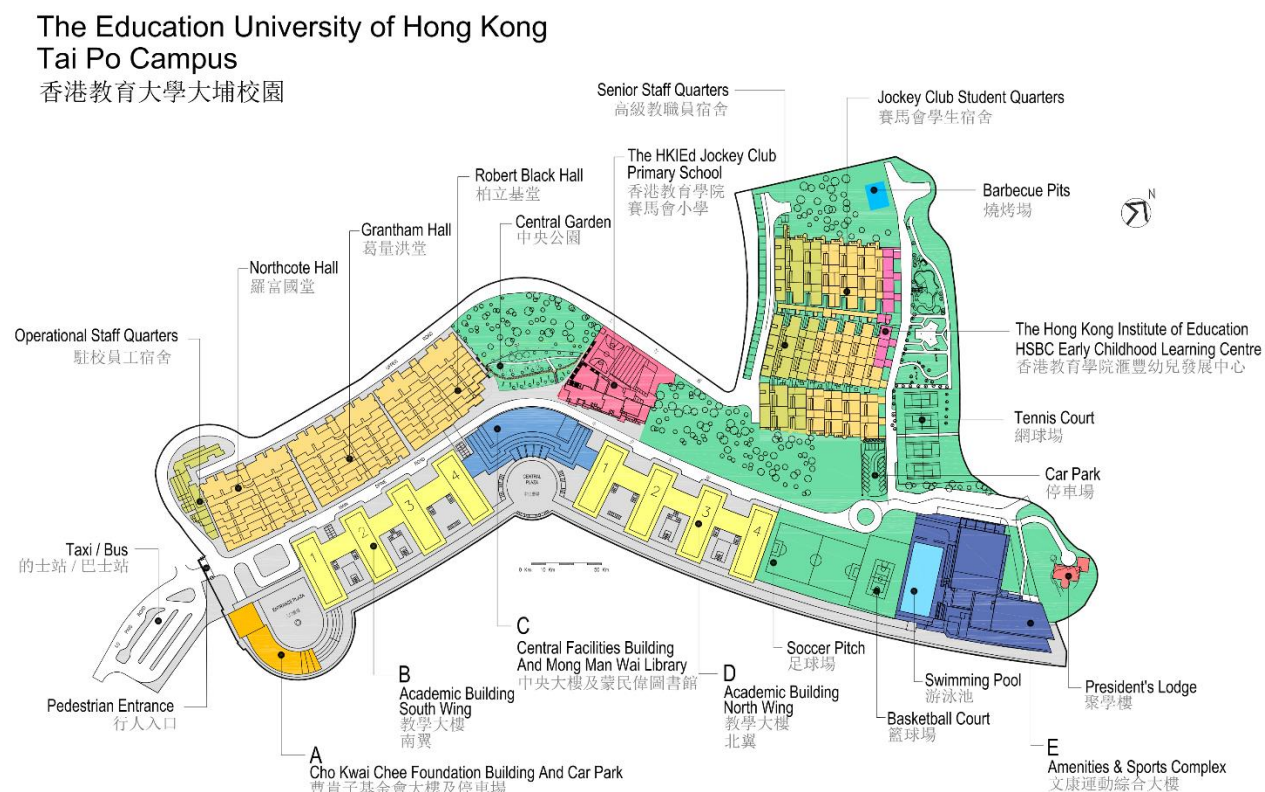 The Education University of Hong Kong
Tai Po Campus
香港教育大學大埔校園
Senior Staff Quarters
高級教職員宿舍
Jockey Club Student Quarters
賽馬會學生宿舍
The HKIEd Jockey Club
Primary School
香港教育學院
賽馬會小學
Robert Black Hall
柏立基堂
Barbecue Pits
燒烤場
N
Central Garden
中央公園
Grantham Hall
葛量洪堂
Northcote Hall
羅富國堂
Operational Staff Quarters
駐校員工宿舍
The Hong Kong Institute of Education
HSBC Early Childhood Learning Centre
香港教育學院滙豐幼兒發展中心
Tennis Court
網球場
Car Park
停車場
CENTRAL
PLAZA
1
2
3
4
1
2
3
4
Taxi / Bus
的士站 / 巴士站
ENTRANCE PLAZA
Pedestrian Entrance
行人入口
A
Cho Kwai Chee Foundation Building And Car Park
曹貴子基金會大樓及停車場
B
Academic Building
South Wing
教學大樓
南翼
C
Central Facilities Building
And Mong Man Wai Library
中央大樓及蒙民偉圖書館
D
Academic Building
North Wing
教學大樓
北翼
Soccer Pitch
足球場
Swimming Pool
游泳池
Basketball Court
籃球場
President's Lodge
聚學樓
E
Amenities & Sports Complex
文康運動綜合大樓